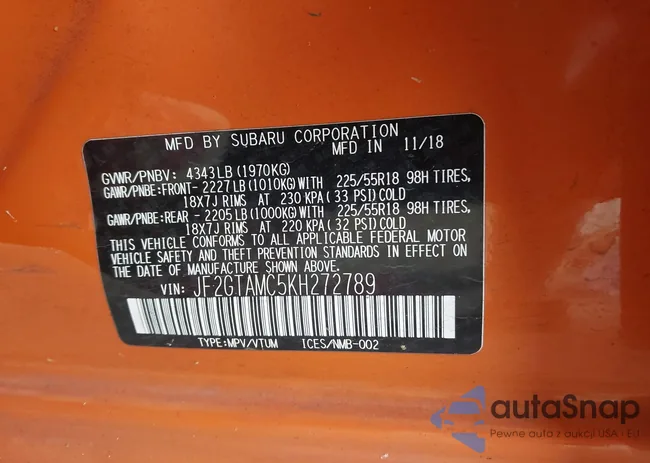 MFD BY SUBARU CORPORATION
MFD IN 11/18
GVWR/PNBV: 4343LB(1970KG)
GAWR/PNBE:FRONT- 2227LB(1010KG)WITH 225/55R18 98H TIRES,
18X7J RIMS AT 230 KPA(33 PSI)COLD
GAWR/PNBE:REAR - 2205LB(1000KG)WITH 225/55R18 98H TIRES,
18X7J RIMS AT 220 KPA(32 PSI)COLD
THIS VEHICLE CONFORMS TO ALL APPLICABLE FEDERAL MOTOR
VEHICLE SAFETY AND THEFT PREVENTION STANDARDS IN EFFECT
ON THE DATE OF MANUFACTURE SHOWN ABOVE.
VIN: JF2GTAMC5KH272789
TYPE:MPV/VTUM ICES/NMB-002
autaSnap
Pewne auta z aukcji USA - EU